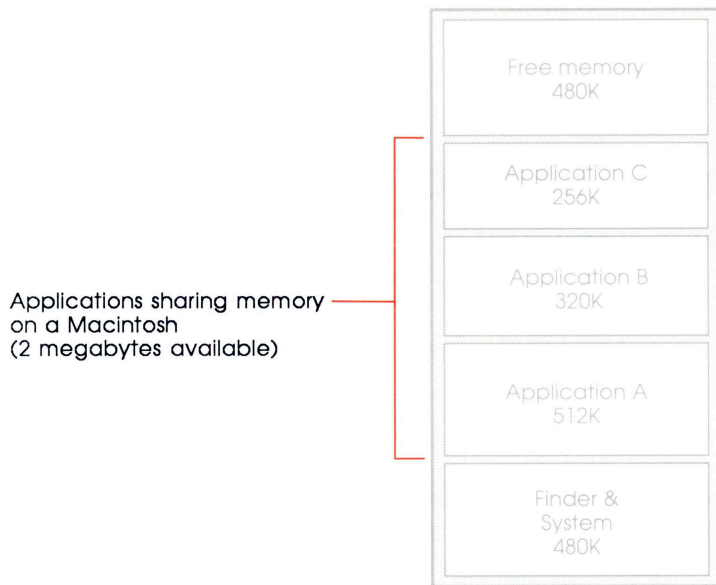 Free memory
480K
Application C
256K
Application B
320K
Applications sharing memory
on a Macintosh
(2 megabytes available)
Application A
512K
Finder &
System
480K